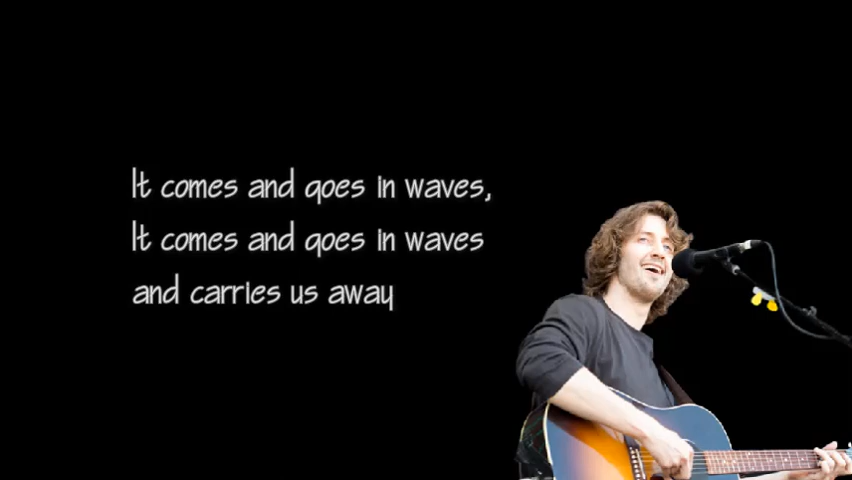 It comes and goes in waves,
It comes and goes in waves
and carries us away